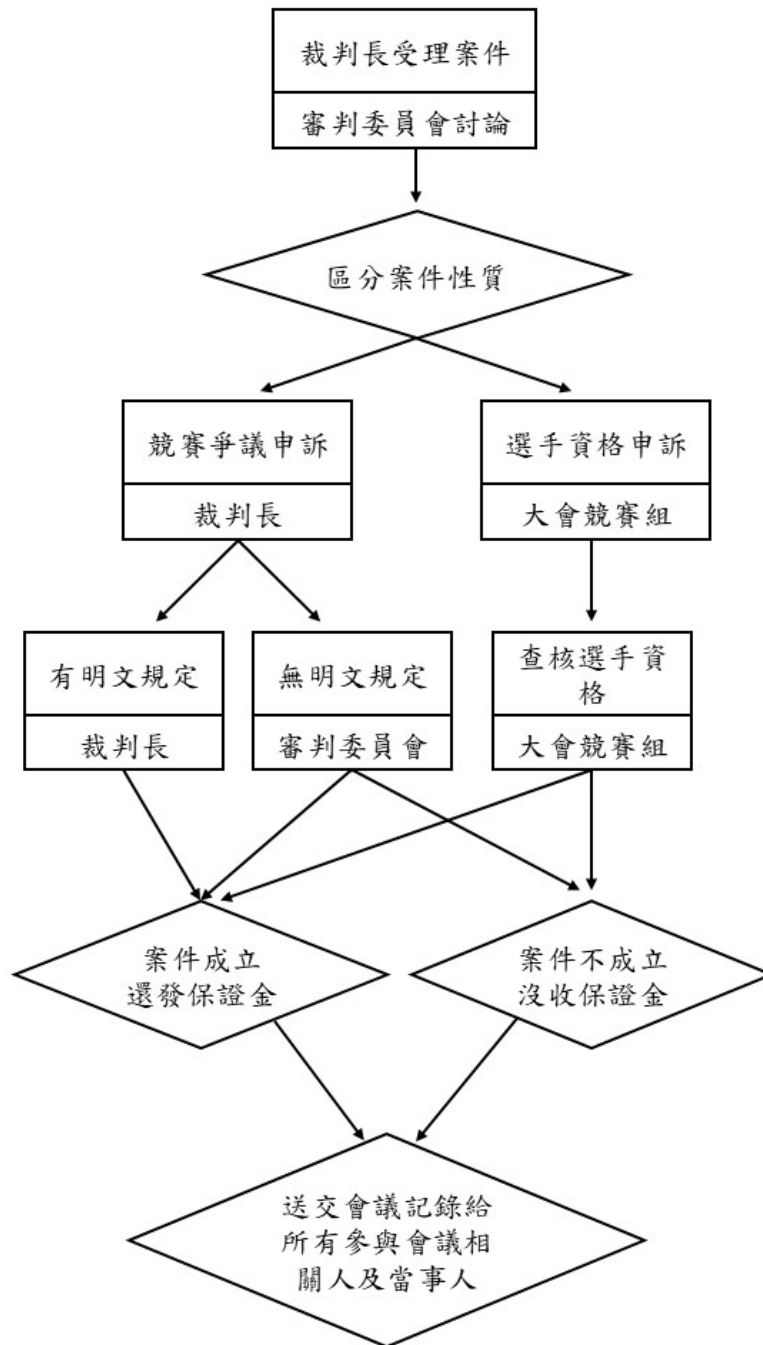 裁判長受理案件
審判委員會討論
區分案件性質
競賽爭議申訴
裁判長
選手資格申訴
大會競賽組
有明文規定
裁判長
無明文規定
審判委員會
查核選手資
格
大會競賽組
案件成立
還發保證金
案件不成立
沒收保證金
送交會議記錄給
所有參與會議相
關人及當事人